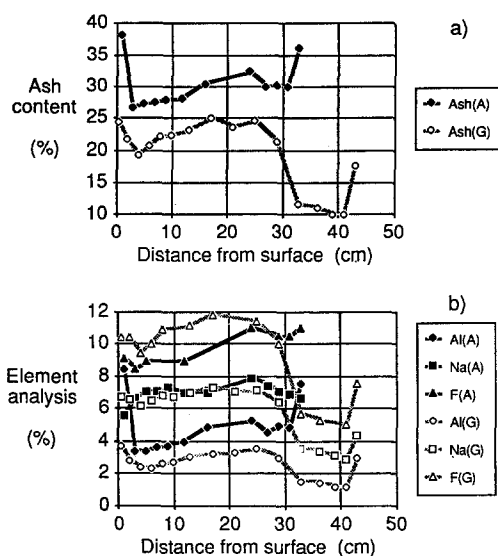 a)
40
35
30
25
20
15
10
Ash
content
(%)
0 10 20 30 40 50
Distance from surface (cm)
Ash(A)
Ash(G)
b)
12
10
8
6
4
2
0
Element
analysis
(%)
0 10 20 30 40 50
Distance from surface (cm)
Al(A)
Na(A)
F(A)
Al(G)
Na(G)
F(G)